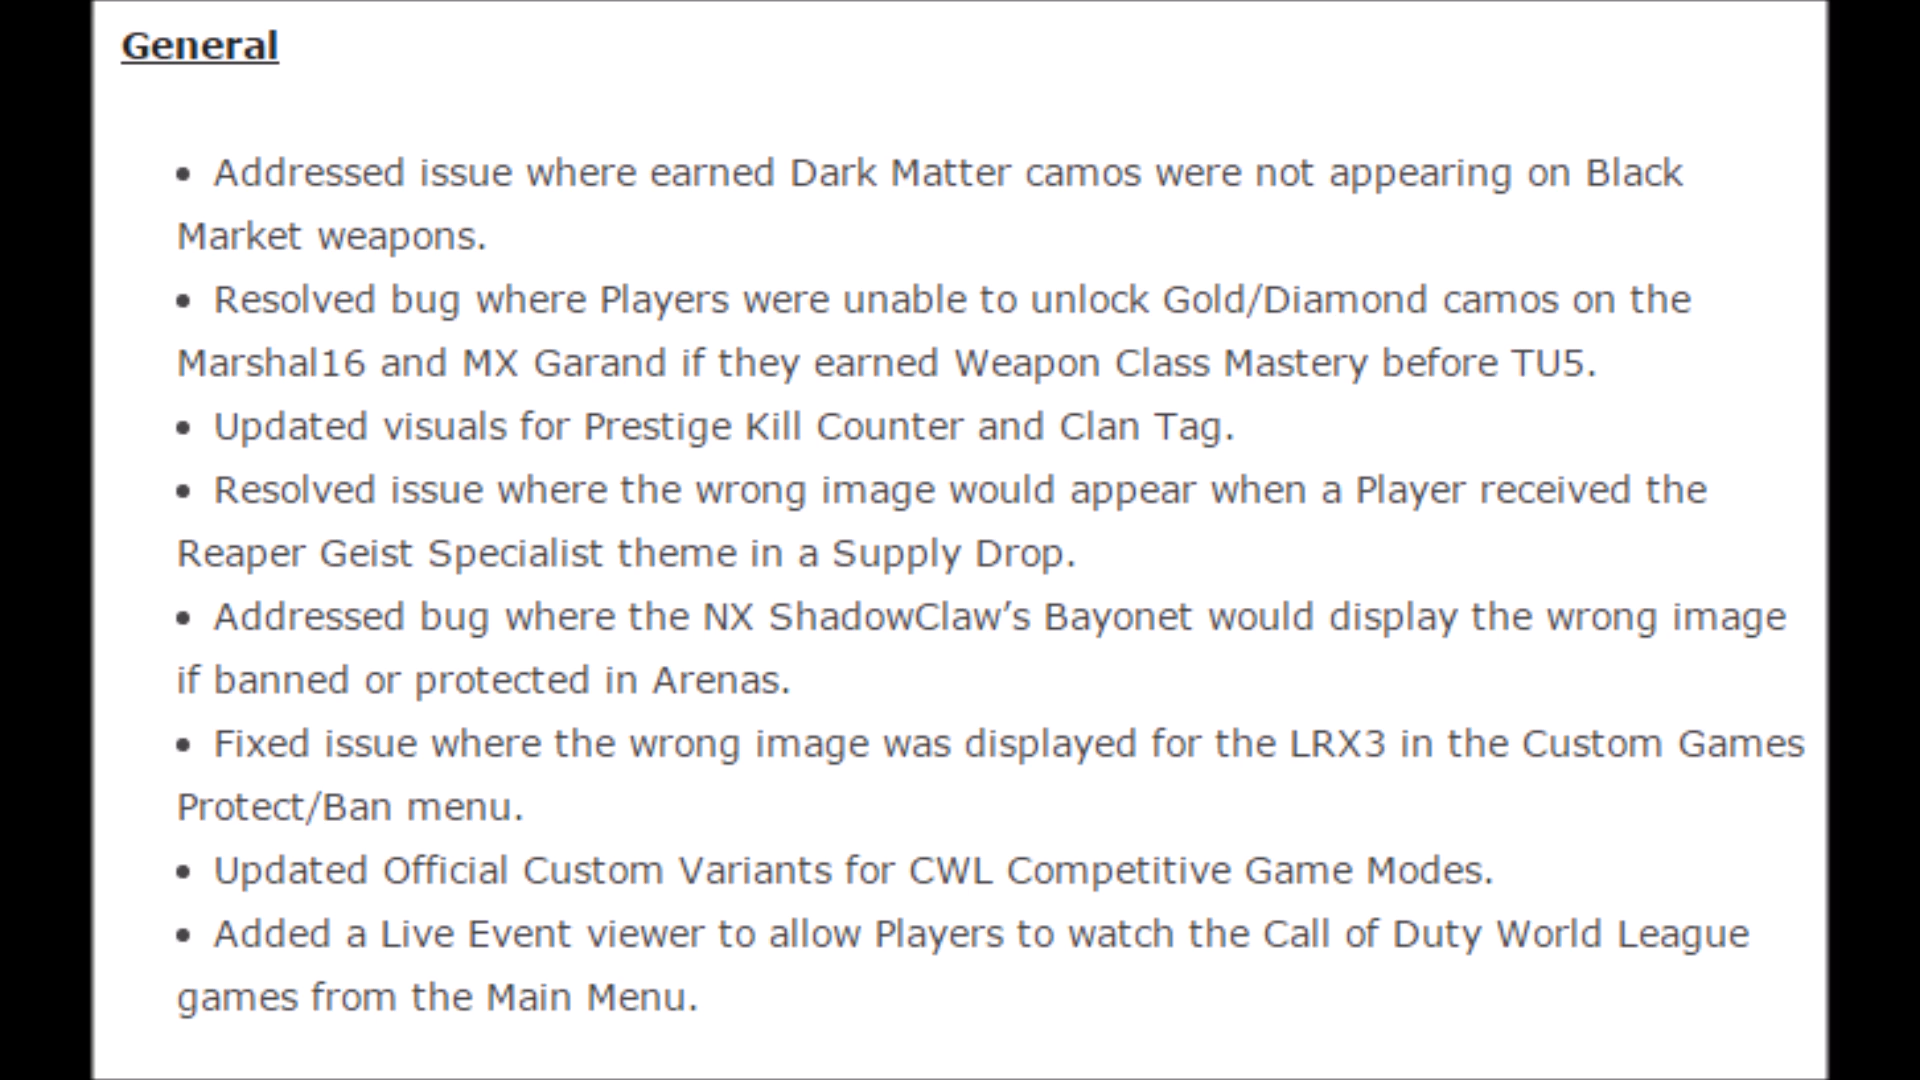 General
• Addressed issue where earned Dark Matter camos were not appearing on Black
Market weapons.
• Resolved bug where Players were unable to unlock Gold/Diamond camos on the
Marshal16 and MX Garand if they earned Weapon Class Mastery before TU5.
• Updated visuals for Prestige Kill Counter and Clan Tag.
• Resolved issue where the wrong image would appear when a Player received the
Reaper Geist Specialist theme in a Supply Drop.
• Addressed bug where the NX ShadowClaw’s Bayonet would display the wrong image
if banned or protected in Arenas.
• Fixed issue where the wrong image was displayed for the LRX3 in the Custom Games
Protect/Ban menu.
• Updated Official Custom Variants for CWL Competitive Game Modes.
• Added a Live Event viewer to allow Players to watch the Call of Duty World League
games from the Main Menu.